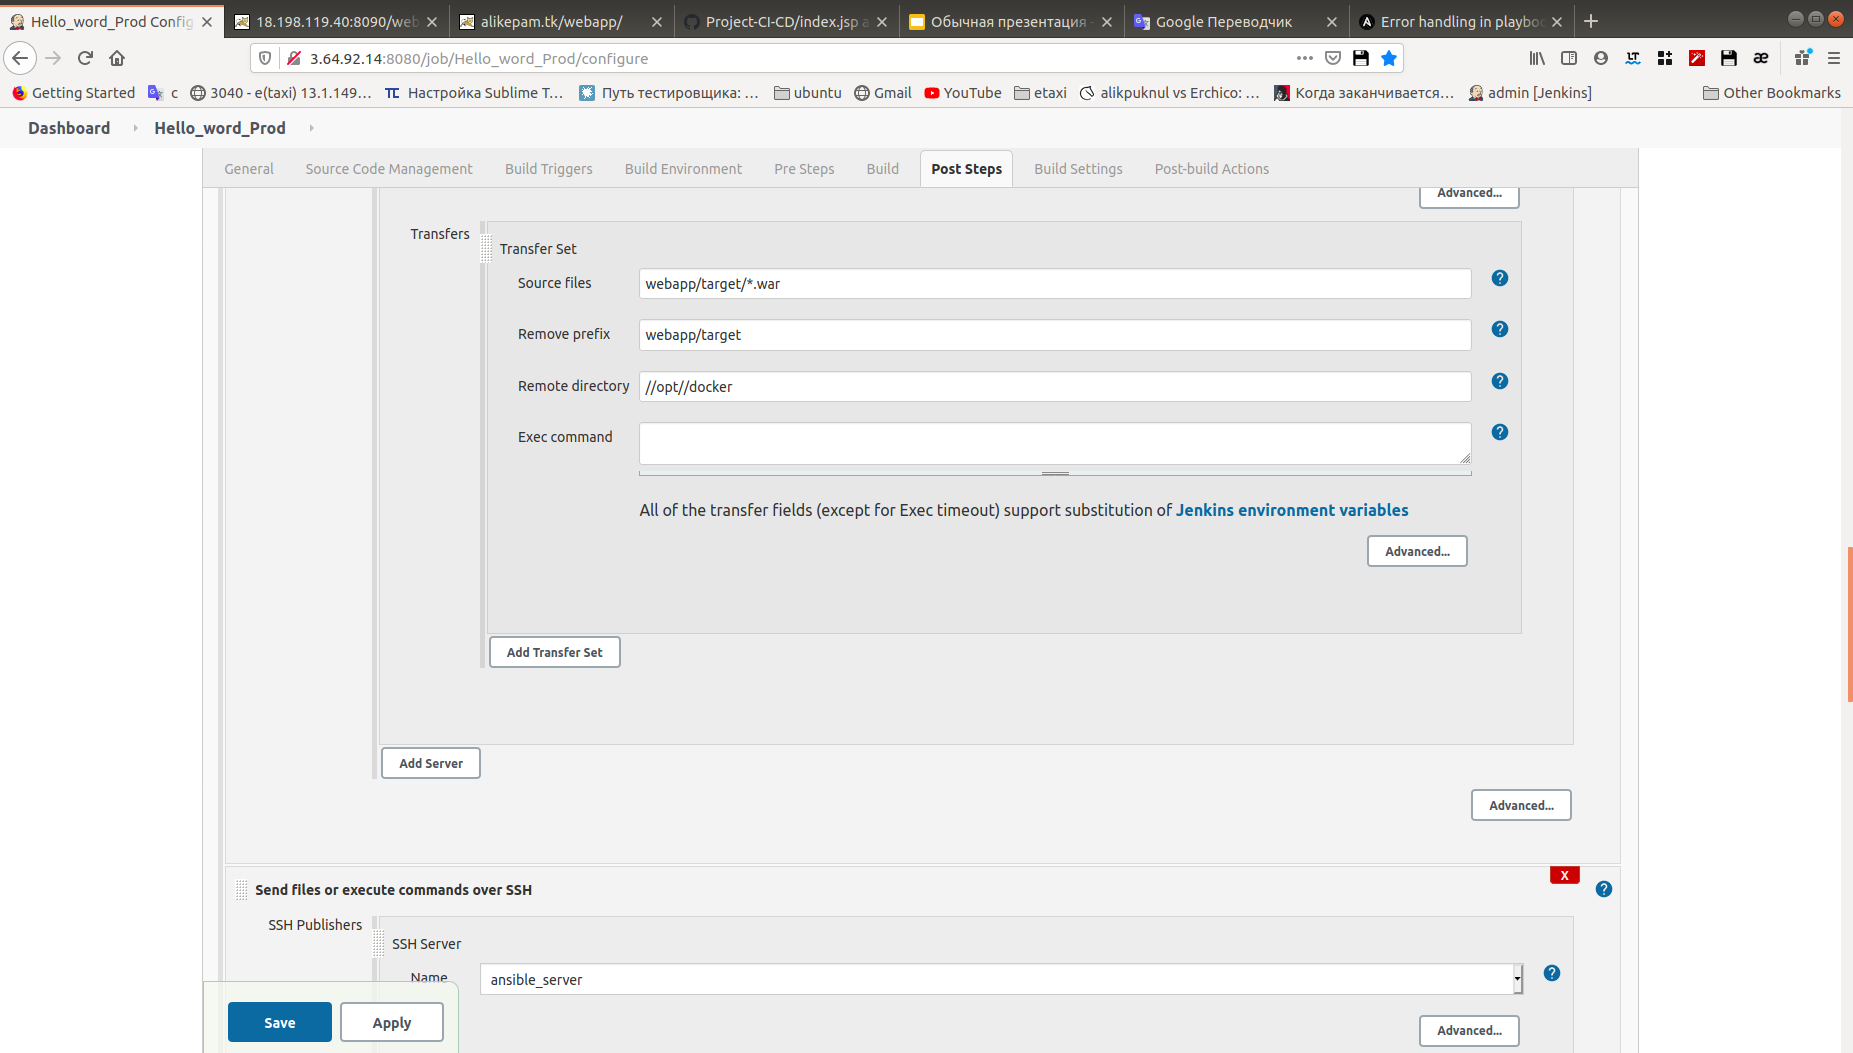 Hello_word_Prod Config
18.198.119.40:8090/web
alikepam.tk/webapp/
Project-CI-CD/index.jsp a
Обычная презентация -
Google Переводчик
Error handling in playbo
3.64.92.14:8080/job/Hello_word_Prod/configure
Getting Started
с
3040 - e(taxi) 13.1.149...
Настройка Sublime T...
Путь тестировщика: ...
ubuntu
Gmail
YouTube
etaxi
alikpuknul vs Erchico: ...
Когда заканчивается...
admin [Jenkins]
Other Bookmarks
Dashboard
Hello_word_Prod
General
Source Code Management
Build Triggers
Build Environment
Pre Steps
Build
Post Steps
Build Settings
Post-build Actions
Advanced...
Transfers
Transfer Set
Source files
webapp/target/*.war
Remove prefix
webapp/target
Remote directory
//opt//docker
Exec command
All of the transfer fields (except for Exec timeout) support substitution of Jenkins environment variables
Advanced...
Add Transfer Set
Add Server
Advanced...
X
Send files or execute commands over SSH
SSH Publishers
SSH Server
Name
ansible_server
Save
Apply
Advanced...